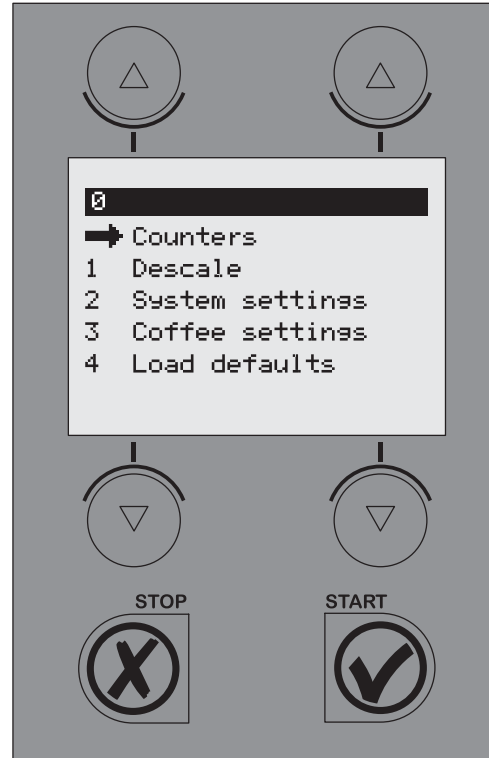 0
Counters
1 Descale
2 System settings
3 Coffee settings
4 Load defaults
STOP START